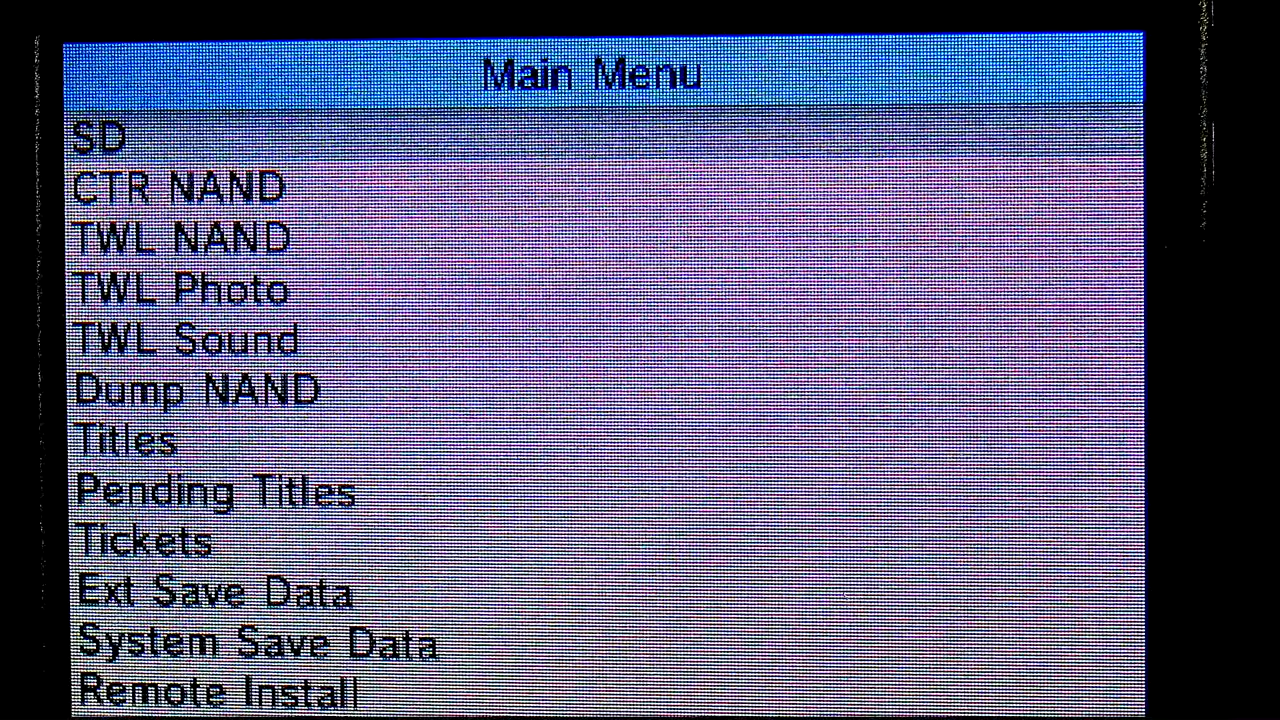 Main Menu
SD
CTR NAND
TWL NAND
TWL Photo
TWL Sound
Dump NAND
Titles
Pending Titles
Tickets
Ext Save Data
System Save Data
Remote Install